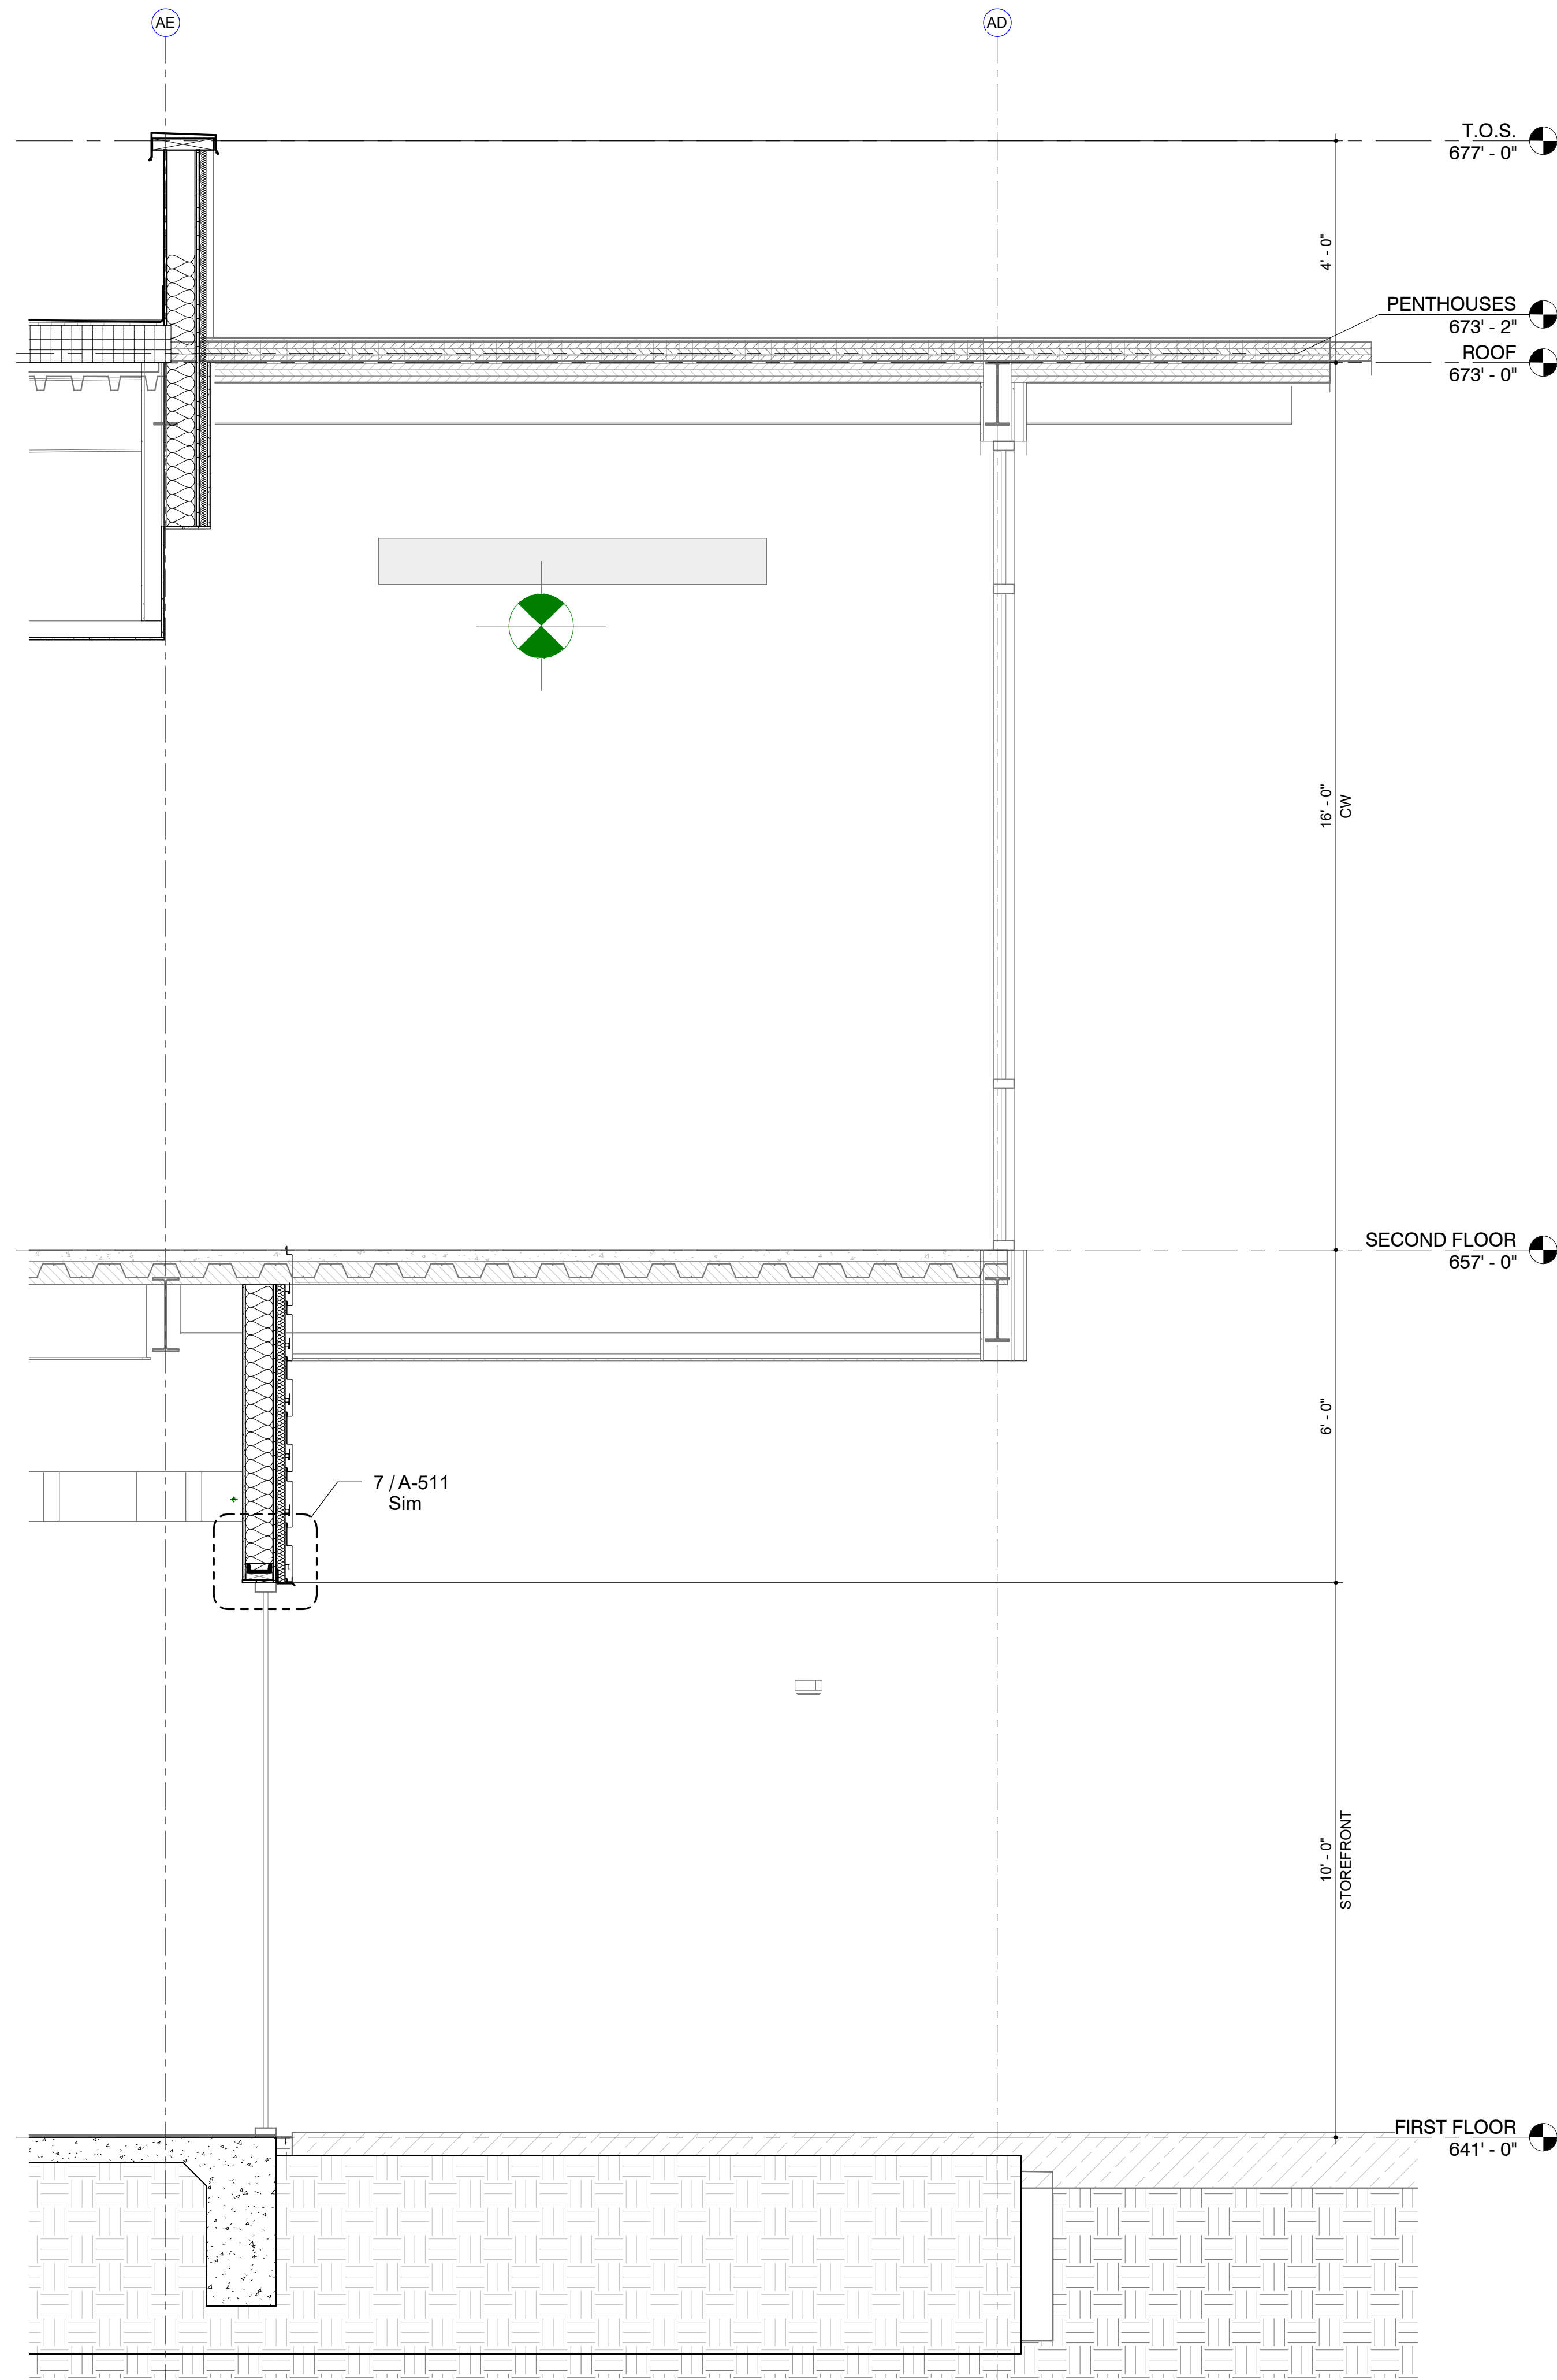 AE
AD
T.O.S.
677' - 0"
4' - 0"
PENTHOUSES
673' - 2"
ROOF
673' - 0"
16' - 0"
CW
SECOND FLOOR
657' - 0"
6' - 0"
7 / A-511
Sim
10' - 0"
STOREFRONT
FIRST FLOOR
641' - 0"